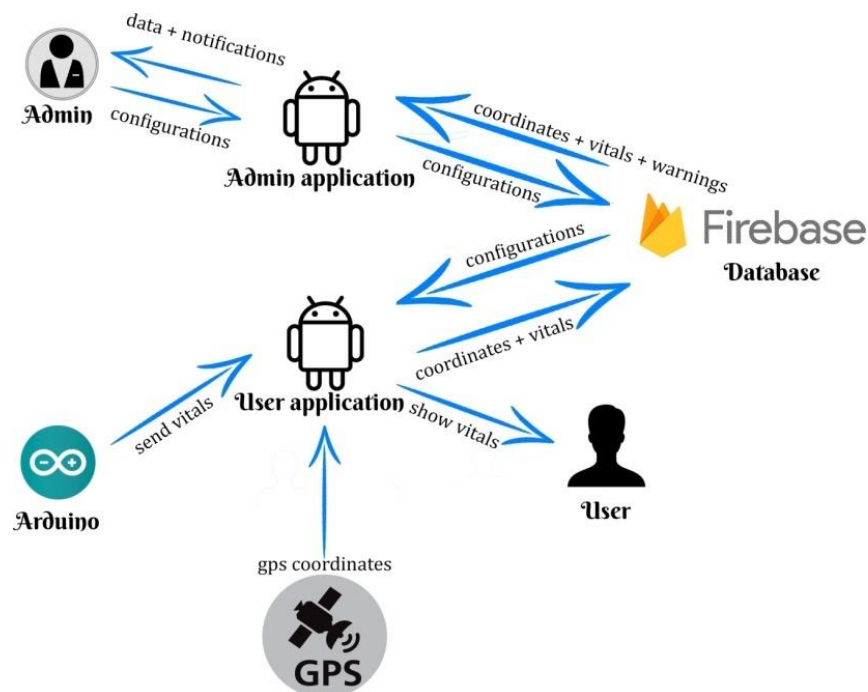 data + notifications
Admin
configurations
Admin application
coordinates + vitals + warnings
configurations
Firebase
Database
configurations
coordinates + vitals
User application
show vitals
send vitals
Arduino
User
gps coordinates
GPS